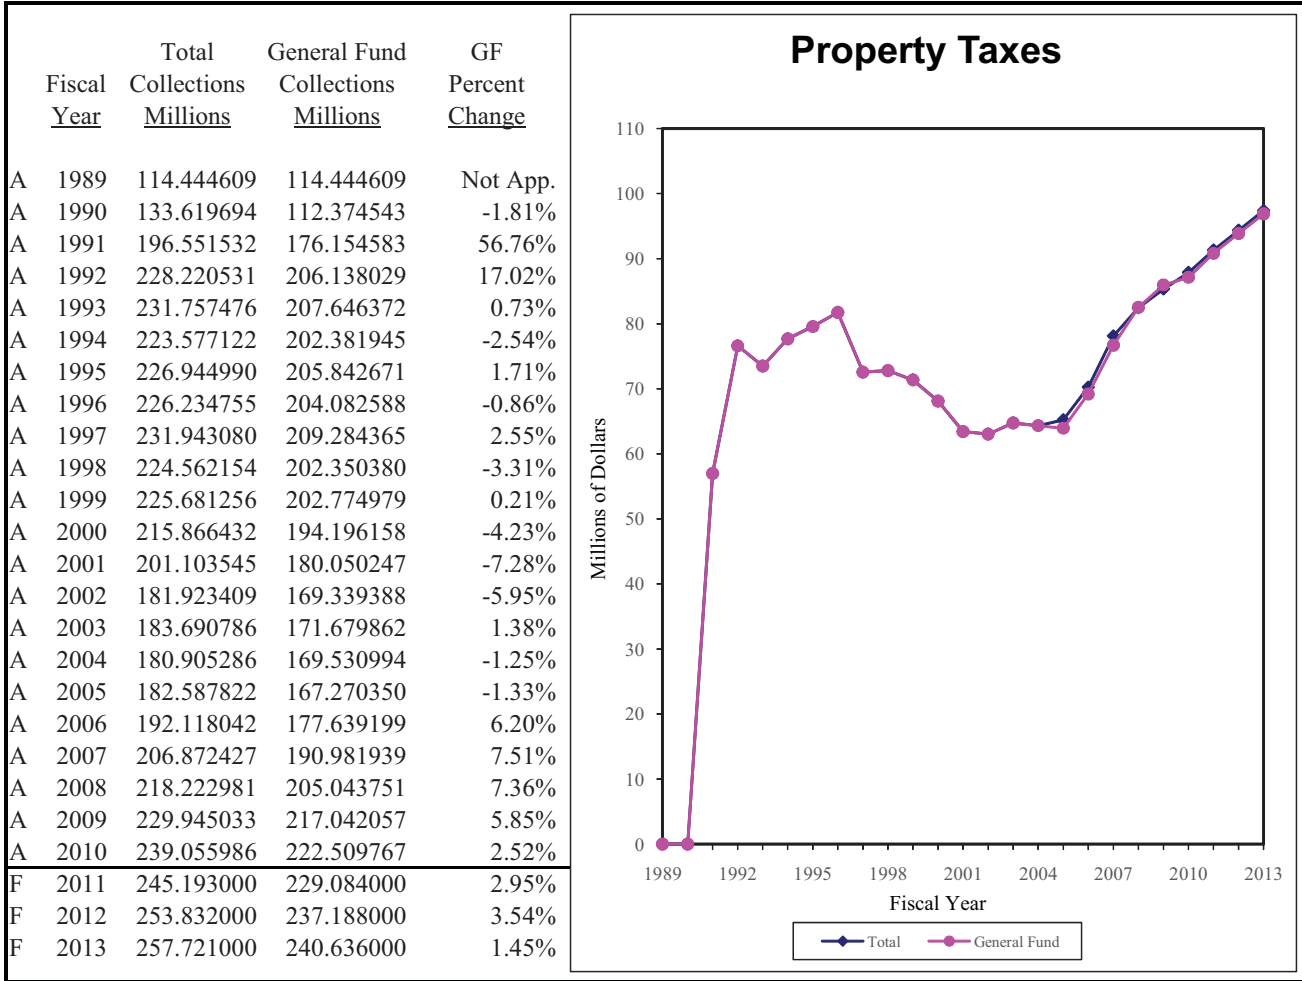 Total General Fund GF
Fiscal Collections Collections Percent
Year Millions Millions Change
A 1989 114.444609 114.444609 Not App.
A 1990 133.619694 112.374543 -1.81%
A 1991 196.551532 176.154583 56.76%
A 1992 228.220531 206.138029 17.02%
A 1993 231.757476 207.646372 0.73%
A 1994 223.577122 202.381945 -2.54%
A 1995 226.944990 205.842671 1.71%
A 1996 226.234755 204.082588 -0.86%
A 1997 231.943080 209.284365 2.55%
A 1998 224.562154 202.350380 -3.31%
A 1999 225.681256 202.774979 0.21%
A 2000 215.866432 194.196158 -4.23%
A 2001 201.103545 180.050247 -7.28%
A 2002 181.923409 169.339388 -5.95%
A 2003 183.690786 171.679862 1.38%
A 2004 180.905286 169.530994 -1.25%
A 2005 182.587822 167.270350 -1.33%
A 2006 192.118042 177.639199 6.20%
A 2007 206.872427 190.981939 7.51%
A 2008 218.222981 205.043751 7.36%
A 2009 229.945033 217.042057 5.85%
A 2010 239.055986 222.509767 2.52%
F 2011 245.193000 229.084000 2.95%
F 2012 253.832000 237.188000 3.54%
F 2013 257.721000 240.636000 1.45%
Property Taxes
110
100
90
80
70
60
50
40
30
20
10
0
Millions of Dollars
1989 1992 1995 1998 2001 2004 2007 2010 2013
Fiscal Year
Total General Fund